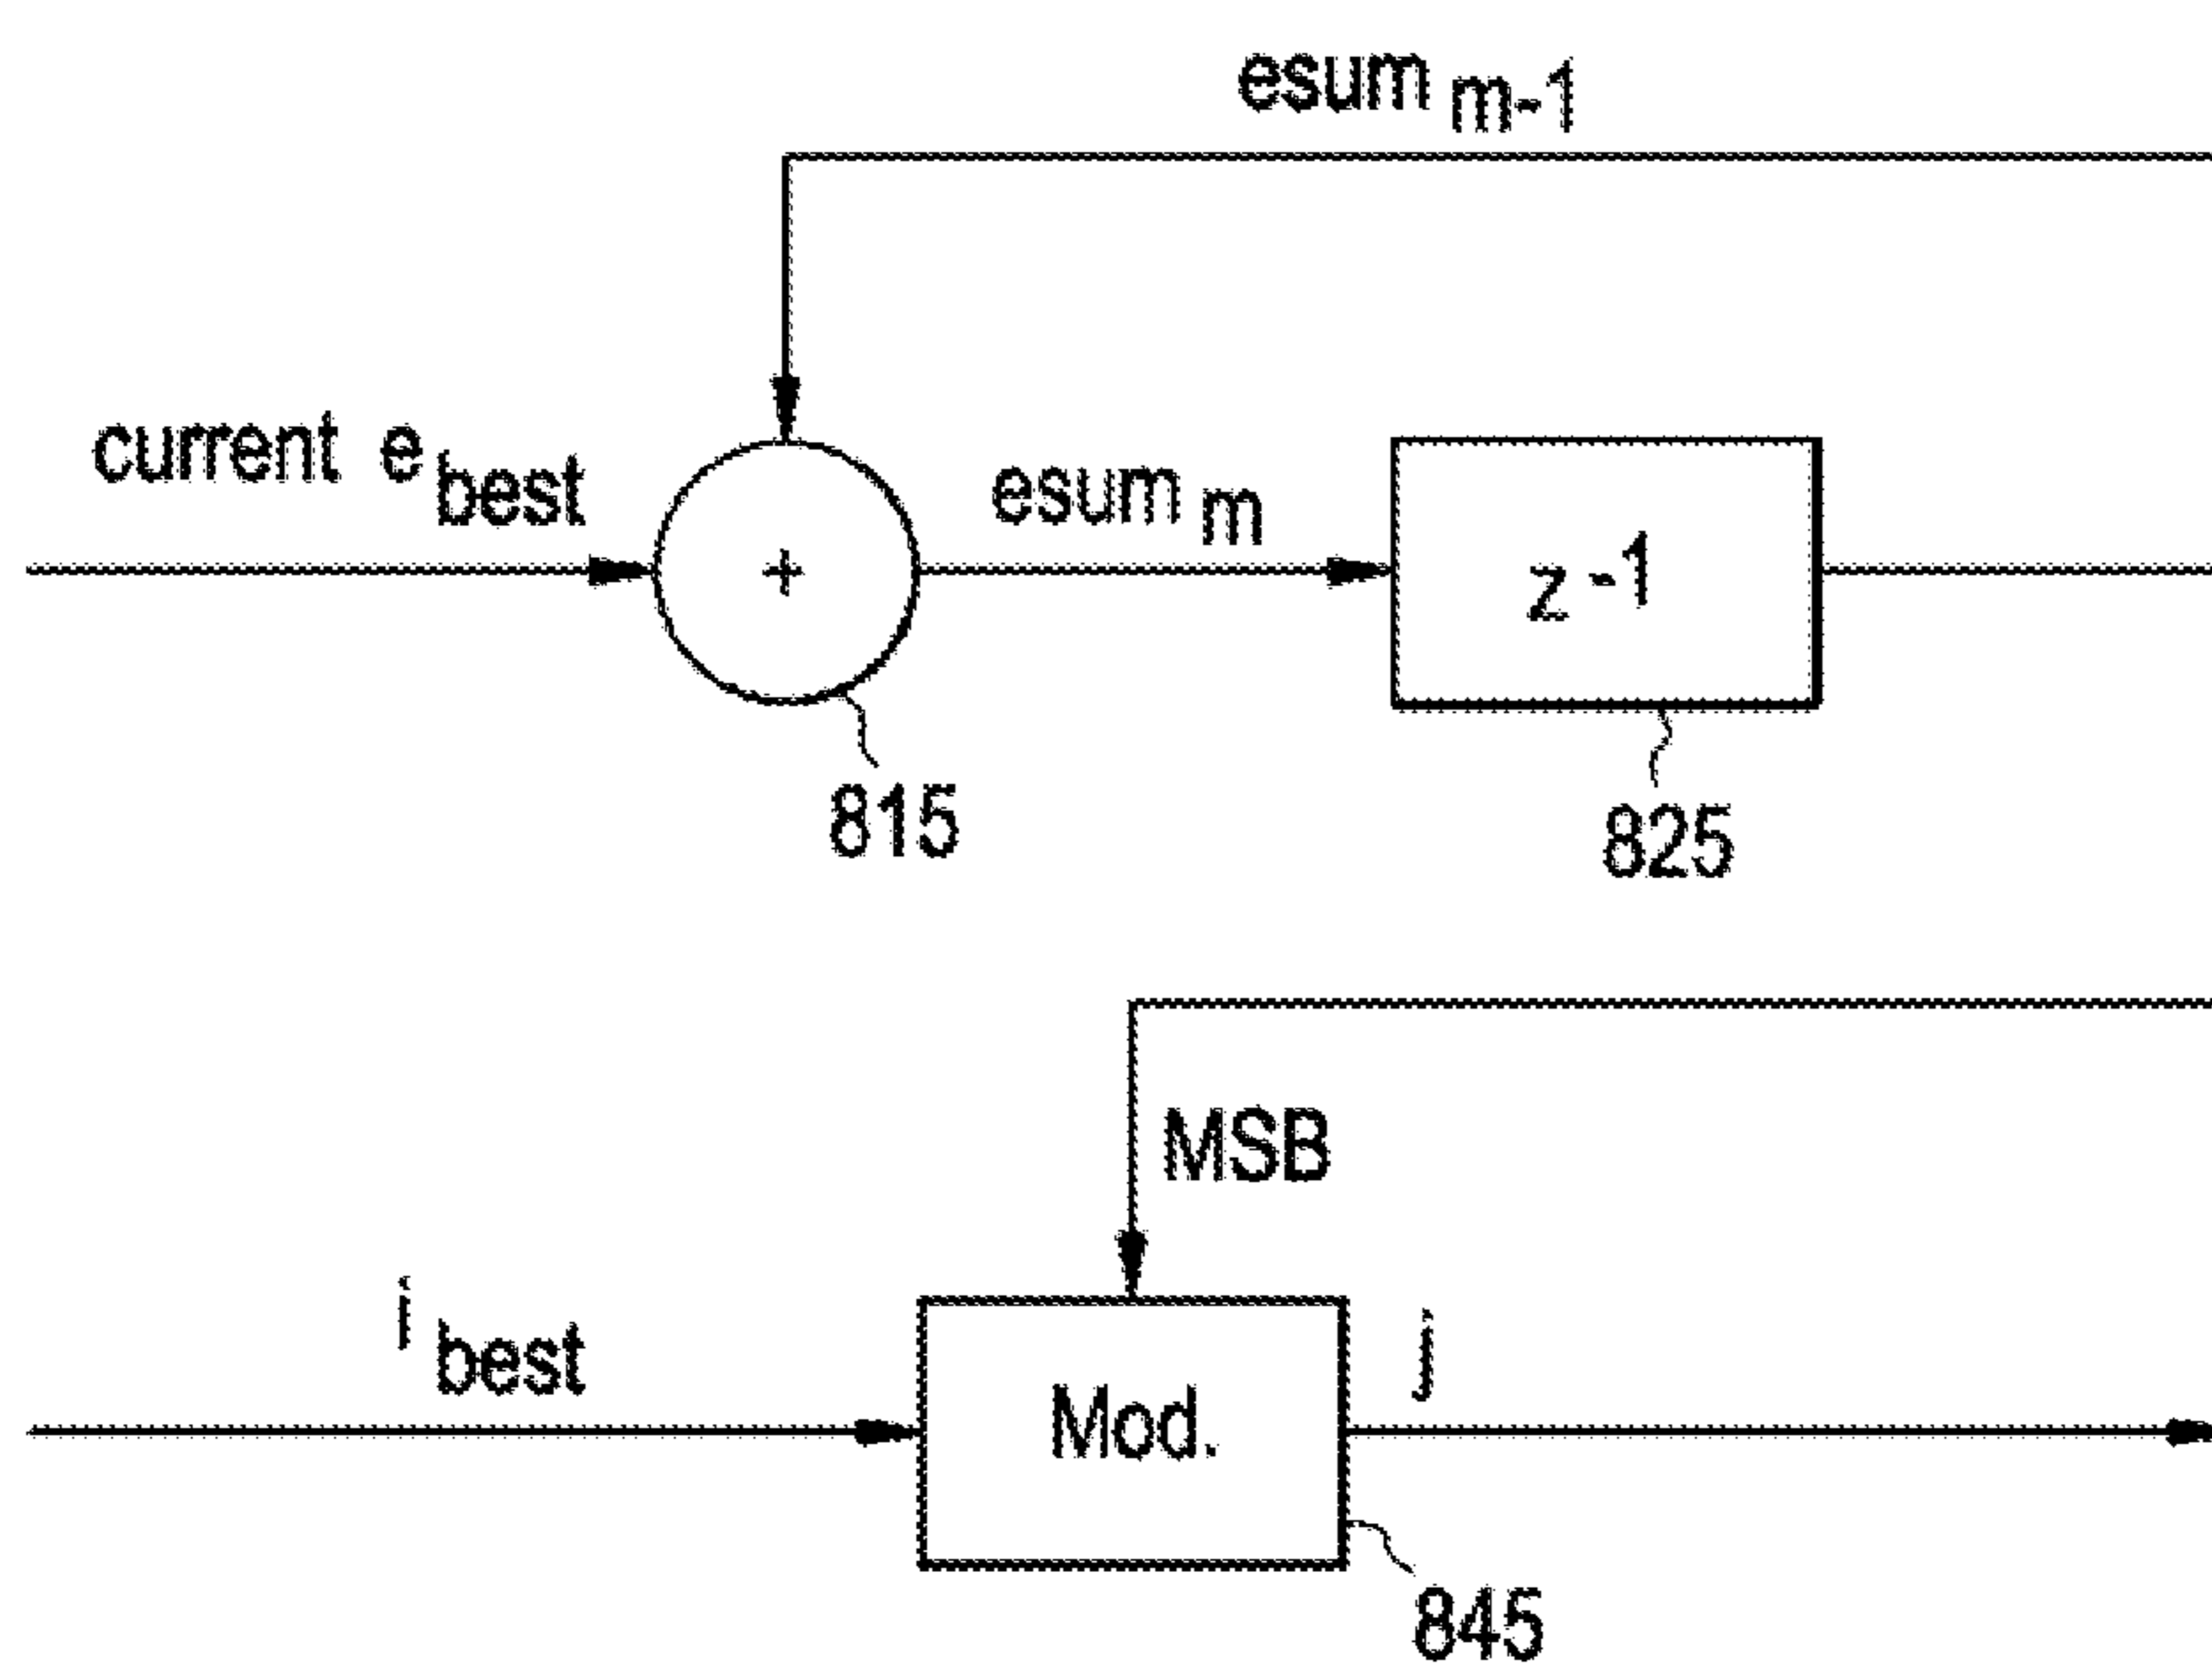 esum m-1
current e best
esum m
+
z -1
815
825
MSB
i best
j
Mod.
845